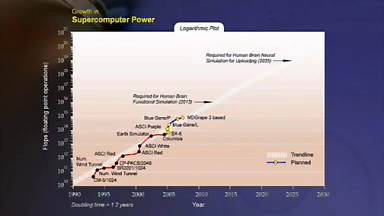 Growth in
Supercomputer Power
Logarithmic Plot
Required for Human Brain Neural
Simulation for Uploading (2025)
Required for Human Brain
Functional Simulation (2013)
Blue Gene/P
MDGrape 3 based
ASCI Purple
Blue Gene/L
Earth Simulator
SX-8
Columbia
ASCI White
ASCI Red
ASCI Red
Num.
Wind Tunnel
CP-PACS/2048
SR2201/1024
Num. Wind Tunnel
CM-5/1024
Trendline
Planned
Flops (floating point operations)
1990
1995
2000
2005
2010
2015
2020
2025
2030
Doubling time = 1.2 years
Year